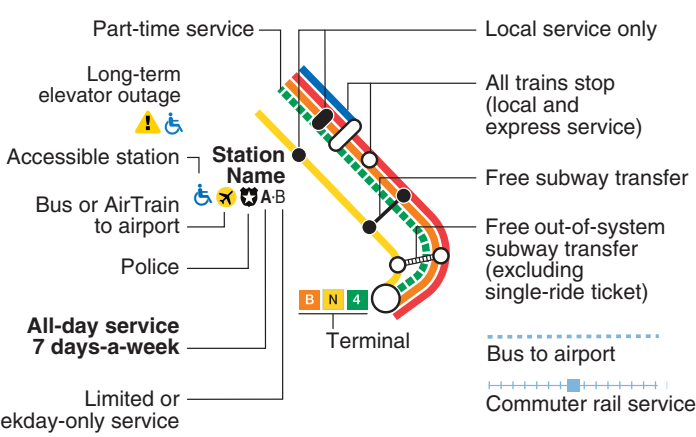 Part-time service
Long-term
elevator outage
Accessible station
Station
Name
A·B
Bus or AirTrain
to airport
Police
All-day service
7 days-a-week
Limited or
ekday-only service
B N 4
Terminal
Local service only
All trains stop
(local and
express service)
Free subway transfer
Free out-of-system
subway transfer
(excluding
single-ride ticket)
Bus to airport
Commuter rail service